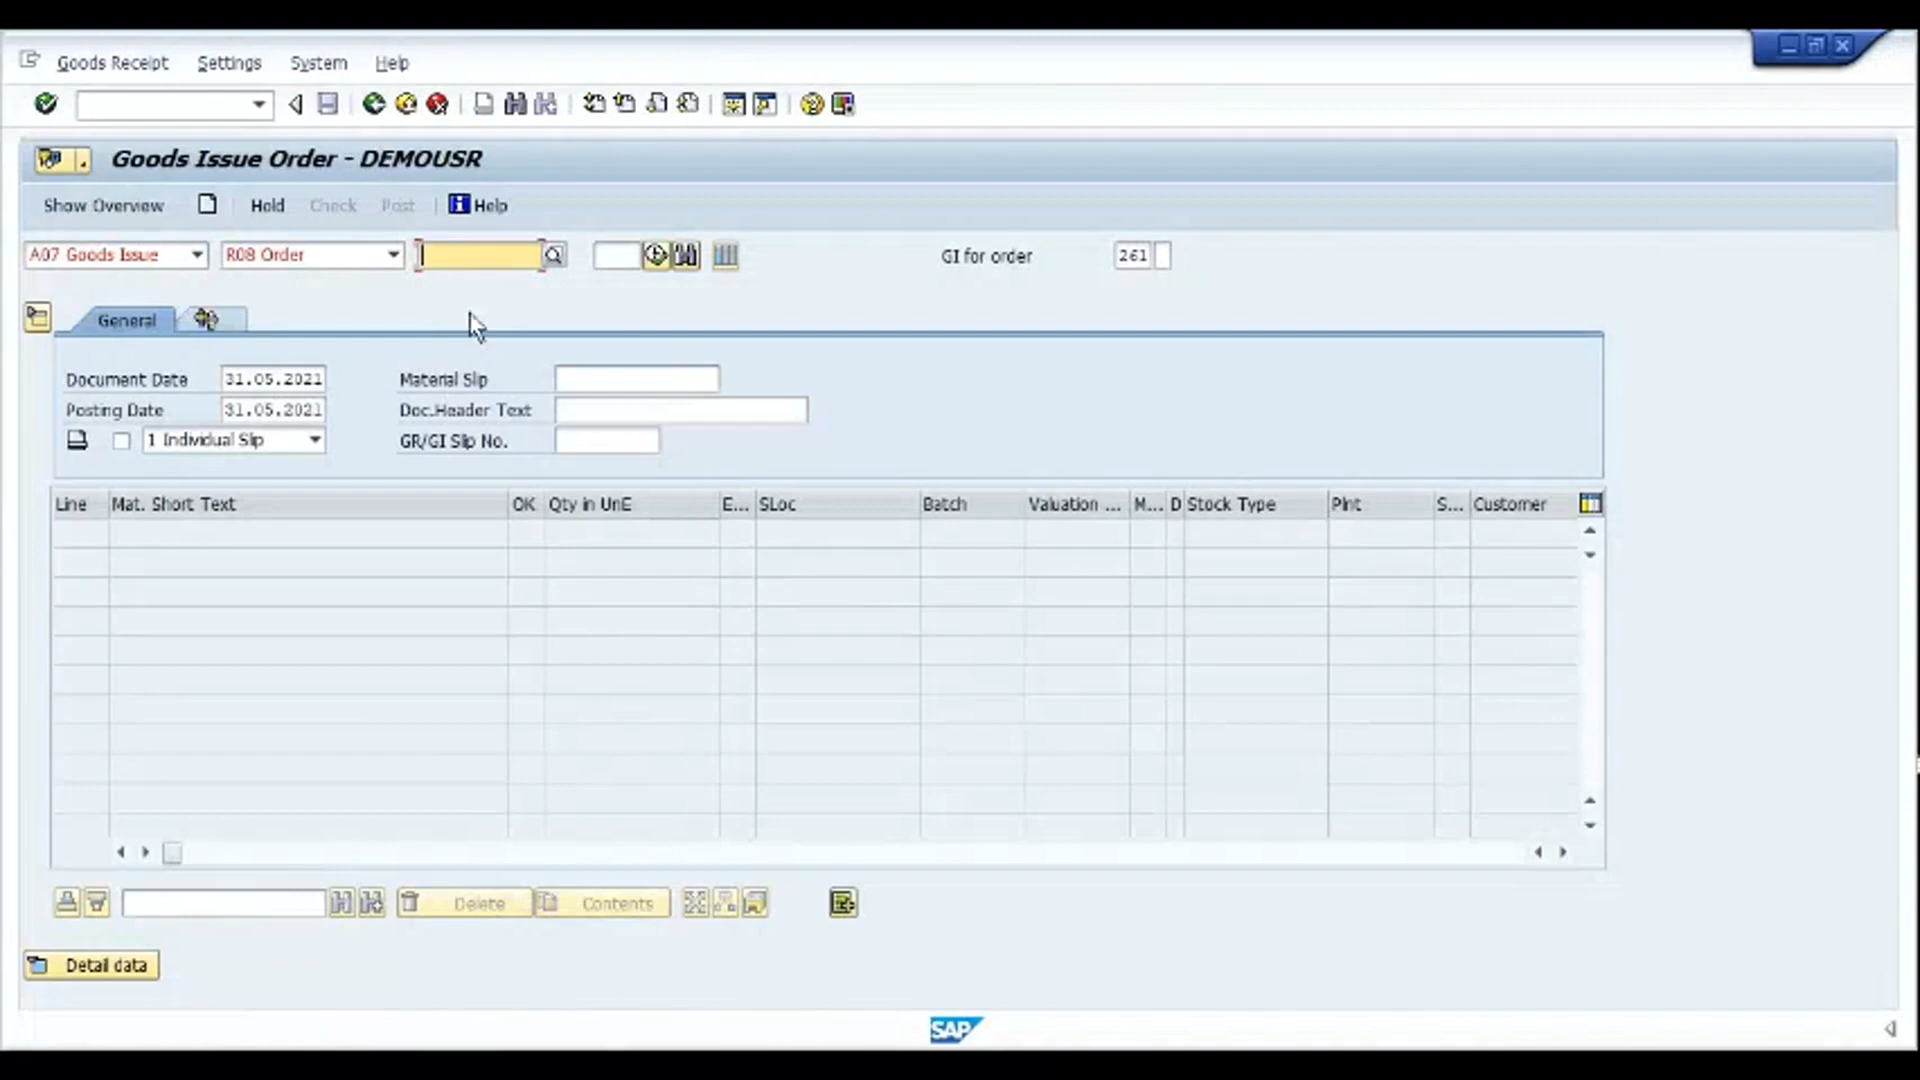 Goods Receipt Settings System Help
Goods Issue Order - DEMOUSR
Show Overview Hold Check Post Help
A07 Goods Issue R08 Order GI for order 261
General
Document Date 31.05.2021 Material Slip
Posting Date 31.05.2021 Doc.Header Text
1 Individual Slip GR/GI Slip No.
Line Mat. Short Text OK Qty in UnE E... SLoc Batch Valuation ... M... D Stock Type Plnt S... Customer
Delete Contents
Detail data
SAP